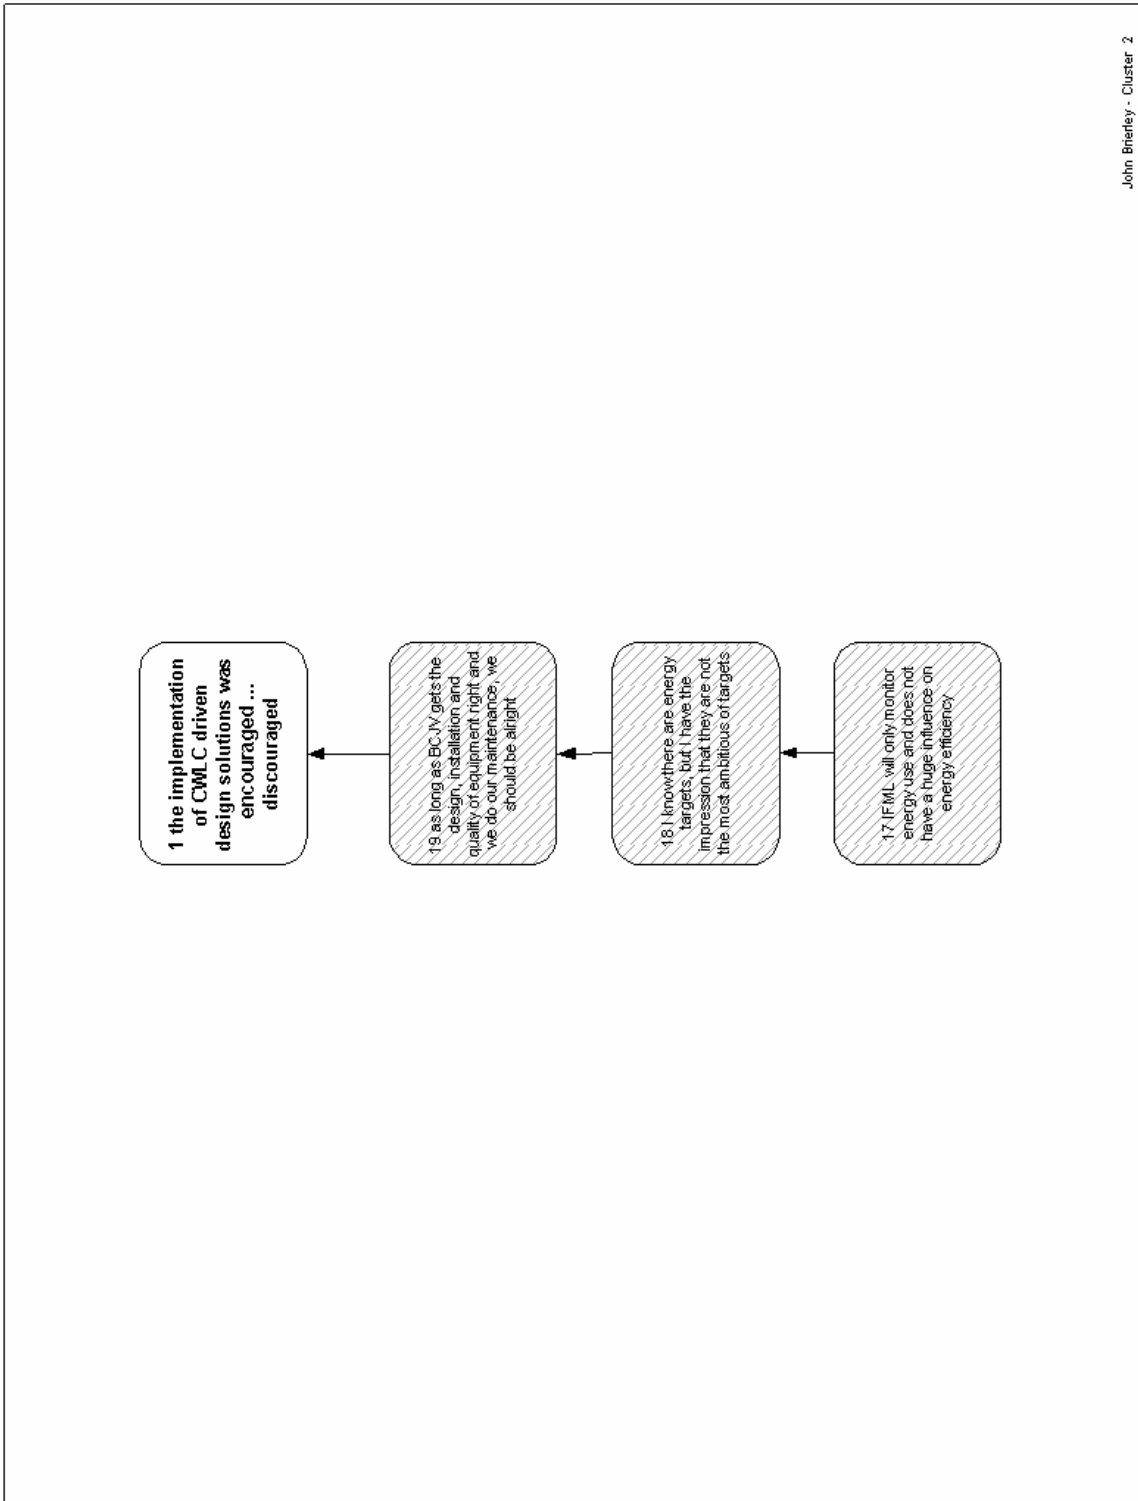 1 the implementation
of CWLC driven
design solutions was
encouraged ...
discouraged
19 as long as BCJV gets the
design, installation and
quality of equipment right and
we do our maintenance, we
should be alright
18 I know there are energy
targets, but I have the
impression that they are not
the most ambitious of targets
17 IFML will only monitor
energy use and does not
have a huge influence on
energy efficiency
John Brierley - Cluster 2